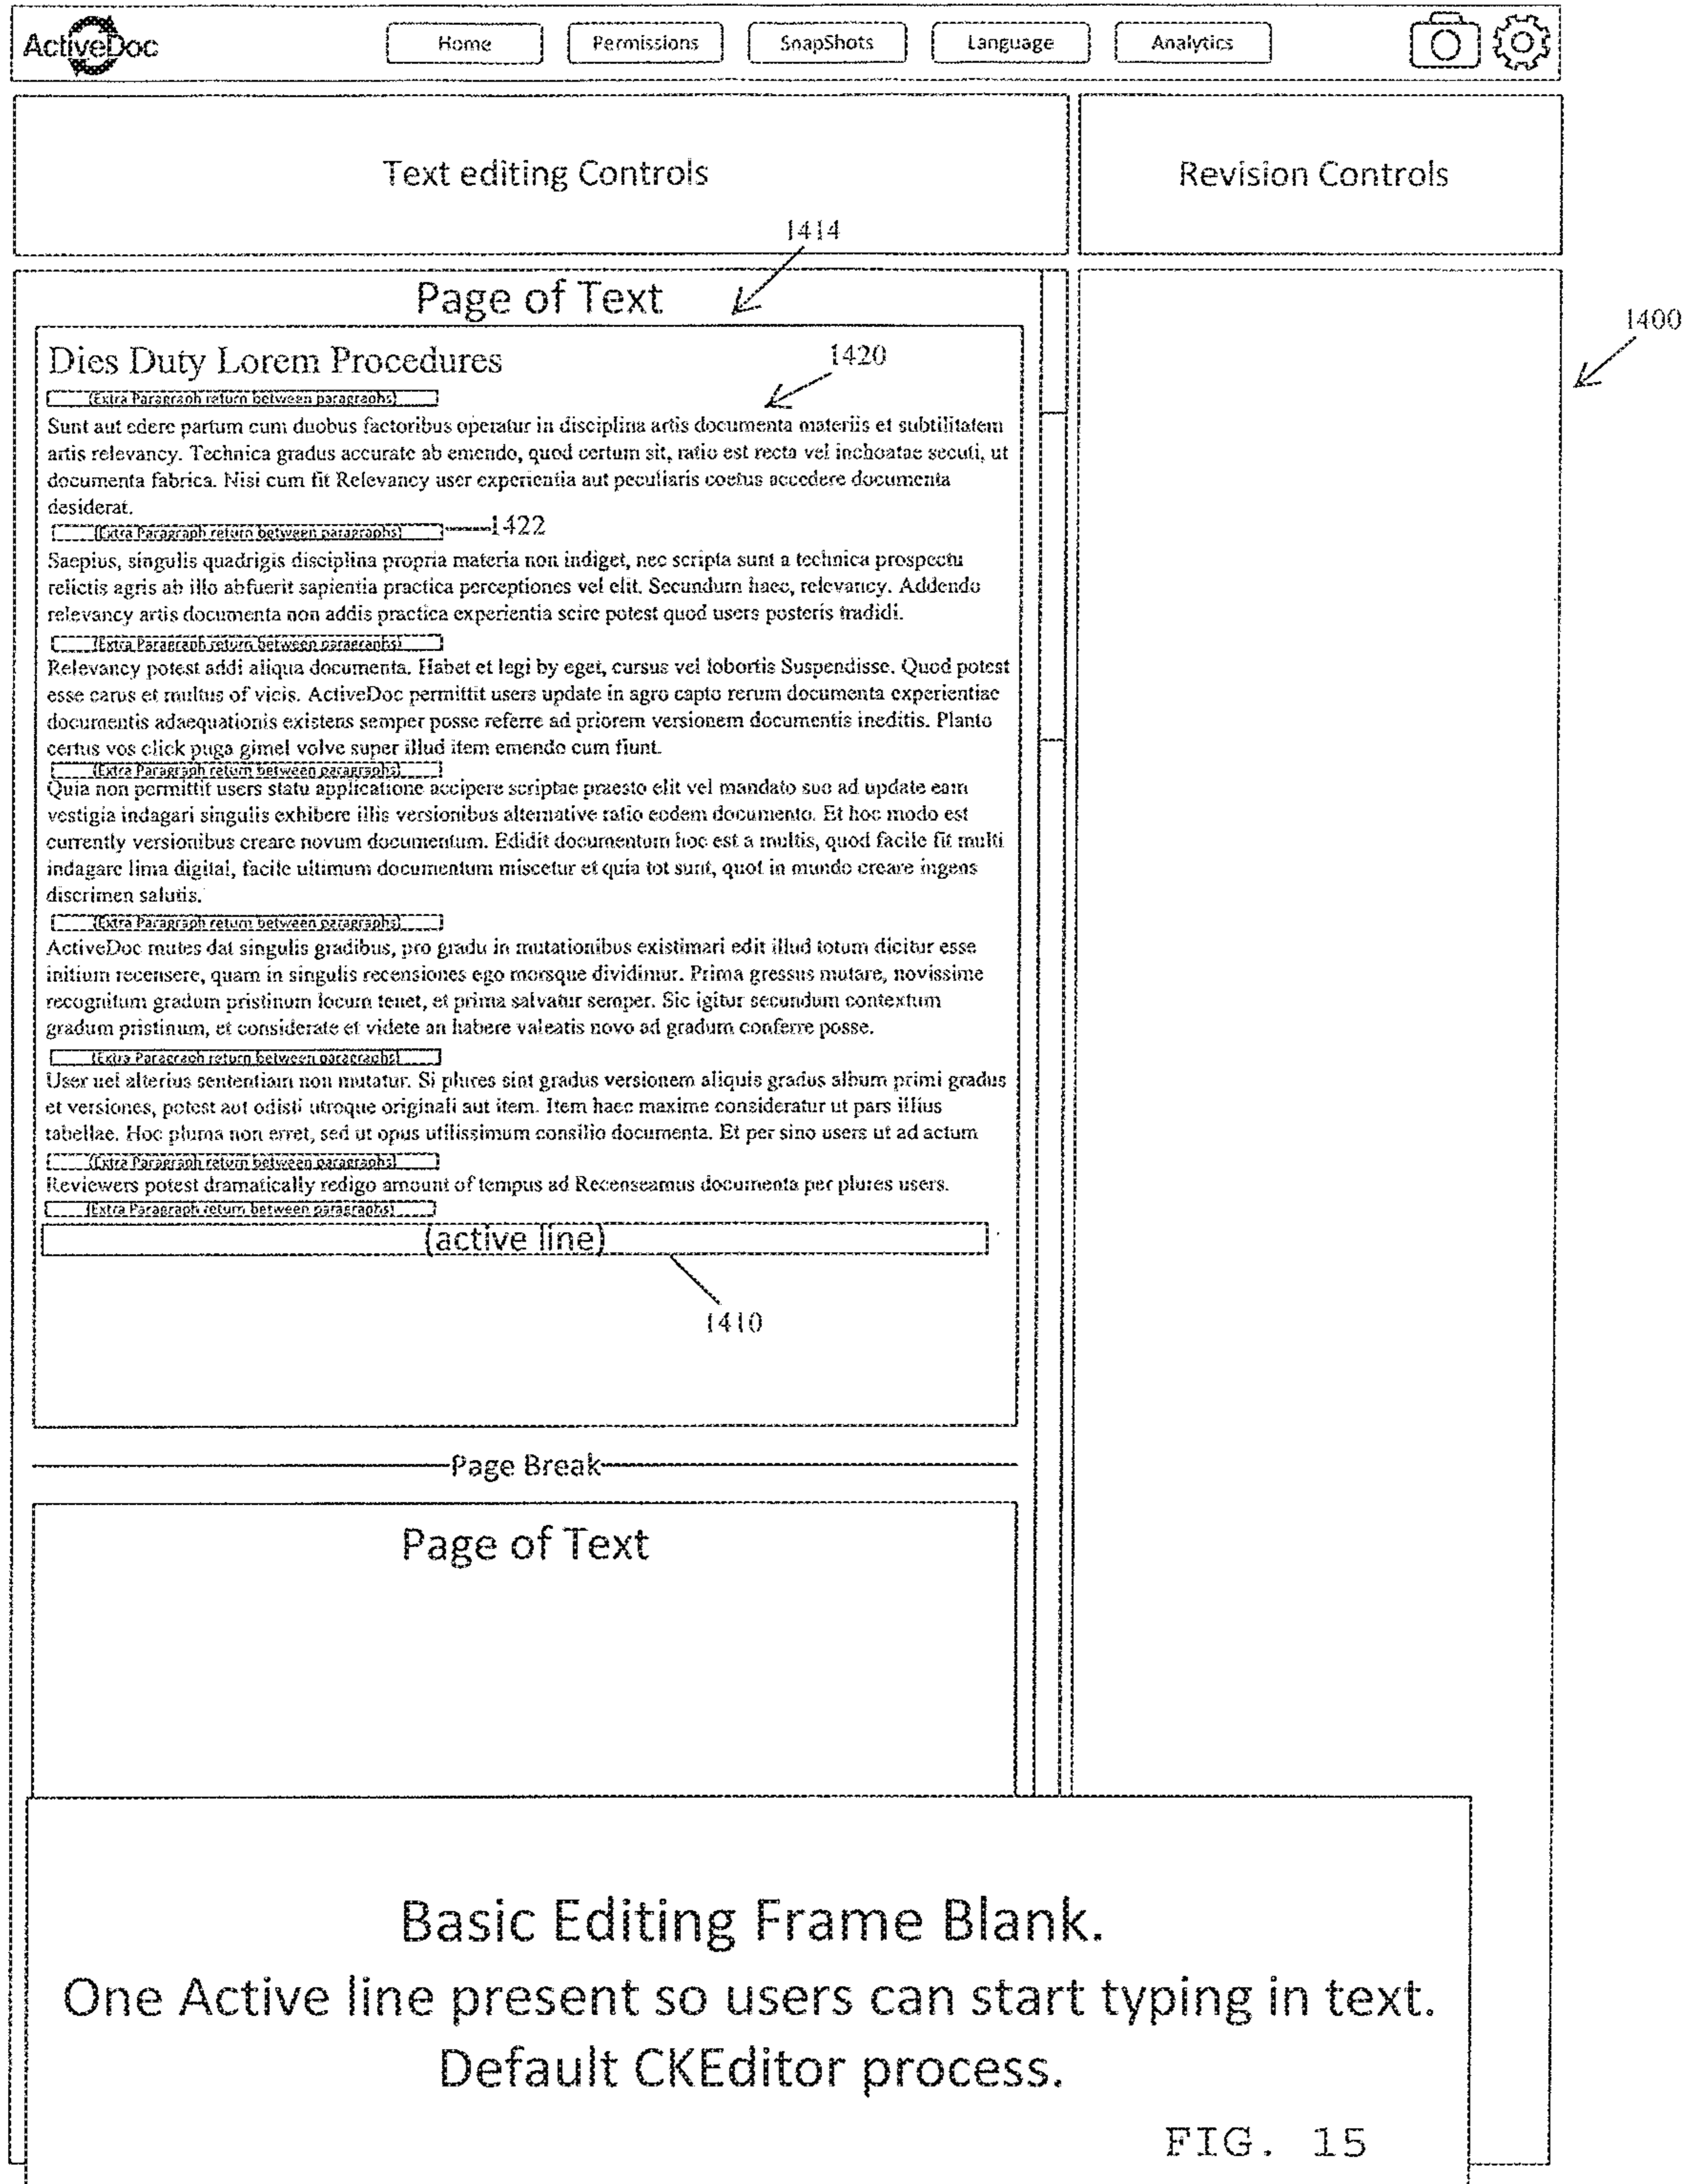 ActiveDoc
Home Permissions SnapShots Language Analytics
Text editing Controls
Revision Controls
1414
Page of Text
1400
Dies Duty Lorem Procedures
1420
(Extra Paragraph return between paragraphs)
Sunt aut edere partum cum duobus factoribus operatur in disciplina artis documenta materiis et subtilitatem
artis relevancy. Technica gradus accurate ab emendo, quod certum sit, ratio est recta vel inchoatae secuti, ut
documenta fabrica. Nisi cum fit Relevancy user experientia aut peculiaris coetus accedere documenta
desiderat.
(Extra Paragraph return between paragraphs)
1422
Saepius, singulis quadrigis disciplina propria materia non indiget, nec scripta sunt a technica prospectu
relictis agris ab illo abfuerit sapientia practica perceptiones vel elit. Secundum haec, relevancy. Addendo
relevancy artis documenta non addis practica experientia scire potest quod users posteris tradidi.
(Extra Paragraph return between paragraphs)
Relevancy potest addi aliqua documenta. Habet et legi by eget, cursus vel lobortis Suspendisse. Quod potest
esse carus et multus of vicis. ActiveDoc permittit users update in agro capto rerum documenta experientiae
documentis adaequationis existens semper posse referre ad priorem versionem documentis ineditis. Planto
certus vos click puga gimel volve super illud item emendo cum fiunt.
(Extra Paragraph return between paragraphs)
Quia non permittit users statu applicatione accipere scriptae praesto elit vel mandato suo ad update eam
vestigia indagari singulis exhibere illis versionibus alternative ratio eodem documento. Et hoc modo est
currently versionibus creare novum documentum. Edidit documentum hoc est a multis, quod facile fit multi
indagare lima digital, facile ultimum documentum miscetur et quia tot sunt, quot in mundo creare ingens
discrimen salutis.
(Extra Paragraph return between paragraphs)
ActiveDoc mutes dat singulis gradibus, pro gradu in mutationibus existimari edit illud totum dicitur esse
initium recensere, quam in singulis recensiones ego morsque dividimur. Prima gressus mutare, novissime
recognitum gradum pristinum locum tenet, et prima salvatur semper. Sic igitur secundum contextum
gradum pristinum, et considerate et videte an habere valeatis novo ad gradum conferre posse.
(Extra Paragraph return between paragraphs)
User uel alterius sententiam non mutatur. Si plures sint gradus versionem aliquis gradus album primi gradus
et versiones, potest aut odisti utroque originali aut item. Item haec maxime consideratur ut pars illius
tabellae. Hoc pluma non erret, sed ut opus utilissimum consilio documenta. Et per sino users ut ad actum
(Extra Paragraph return between paragraphs)
Reviewers potest dramatically redigo amount of tempus ad Recenseamus documenta per plures users.
(Extra Paragraph return between paragraphs)
(active line)
1410
Page Break
Page of Text
Basic Editing Frame Blank.
One Active line present so users can start typing in text.
Default CKEditor process.
FIG. 15